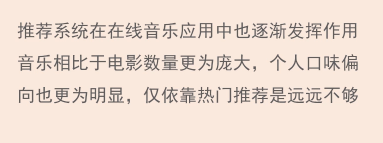 推荐系统在在线音乐应用中也逐渐发挥作用
音乐相比于电影数量更为庞大，个人口味偏
向也更为明显，仅依靠热门推荐是远远不够